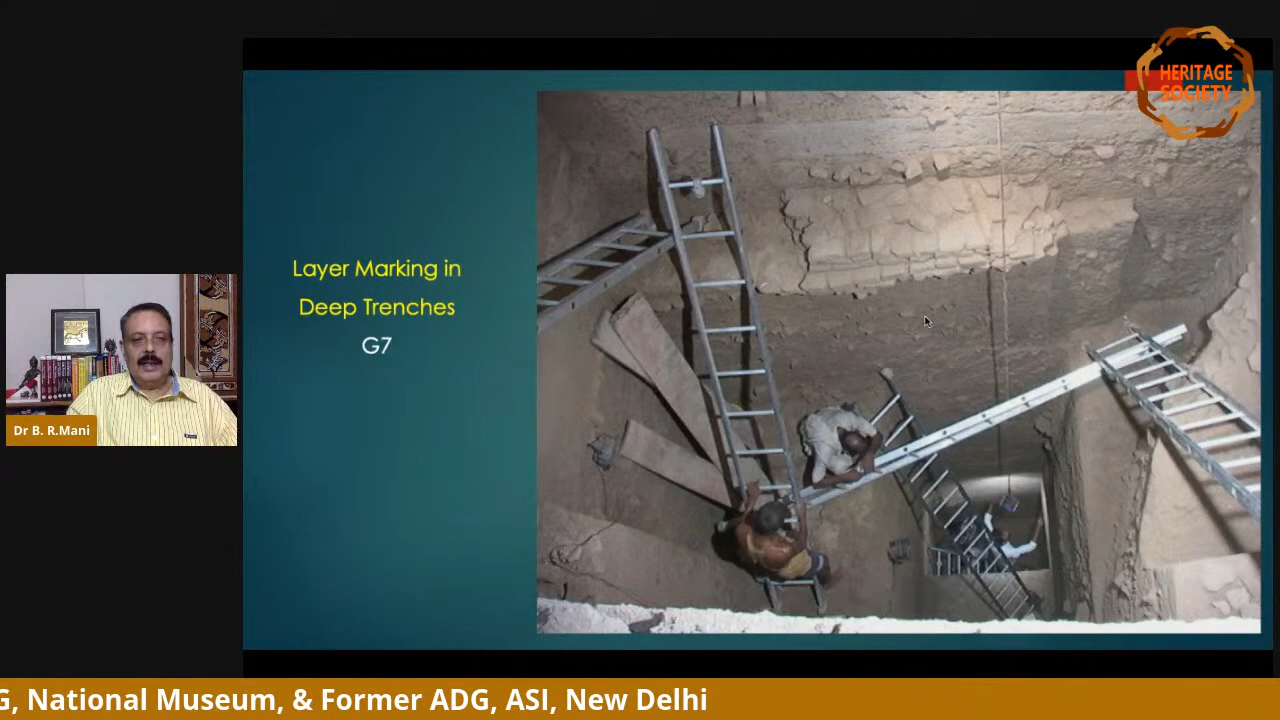 HERITAGE
SOCIETY
Layer Marking in
Deep Trenches
G7
Dr B. R.Mani
G, National Museum, & Former ADG, ASI, New Delhi